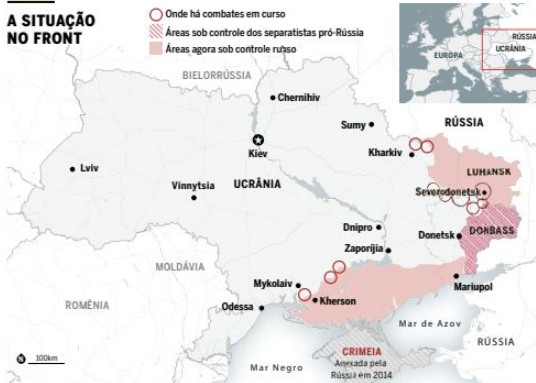 A SITUAÇÃO
NO FRONT
Onde há combates em curso
Áreas sob controle dos separatistas pró-Rússia
Áreas agora sob controle russo
EUROPA
RÚSSIA
UCRÂNIA
BIELORRÚSSIA
Chernihiv
Sumy
RÚSSIA
Kiev
Kharkiv
Lviv
LUHANSK
Vinnytsia
UCRÂNIA
Severodonetsk
Dnipro
Donetsk
DONBASS
Zaporíjia
MOLDÁVIA
Mykolaiv
Mariupol
ROMÊNIA
Odessa
Kherson
Mar de Azov
RÚSSIA
CRIMEIA
Anexada pela
Rússia em 2014
N 100km
Mar Negro